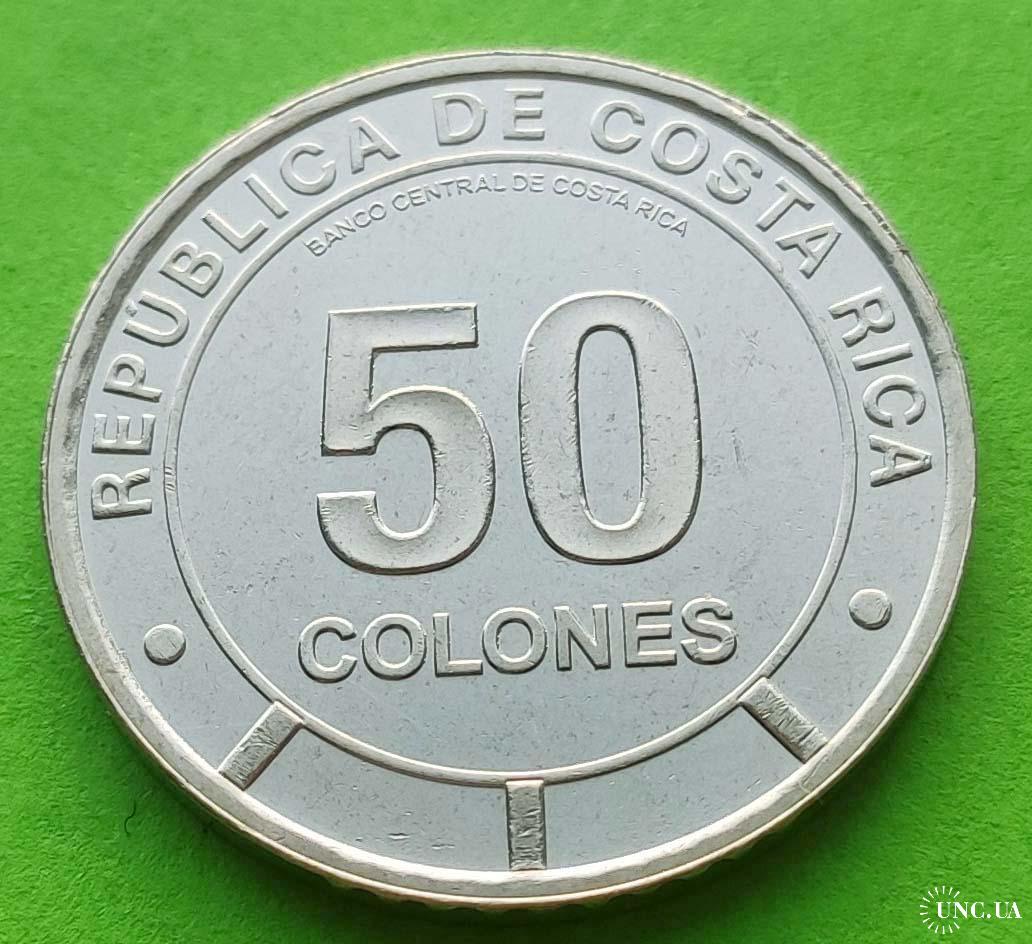 REPÚBLICA DE COSTA RICA
BANCO CENTRAL DE COSTA RICA
50
COLONES
UNC.UA